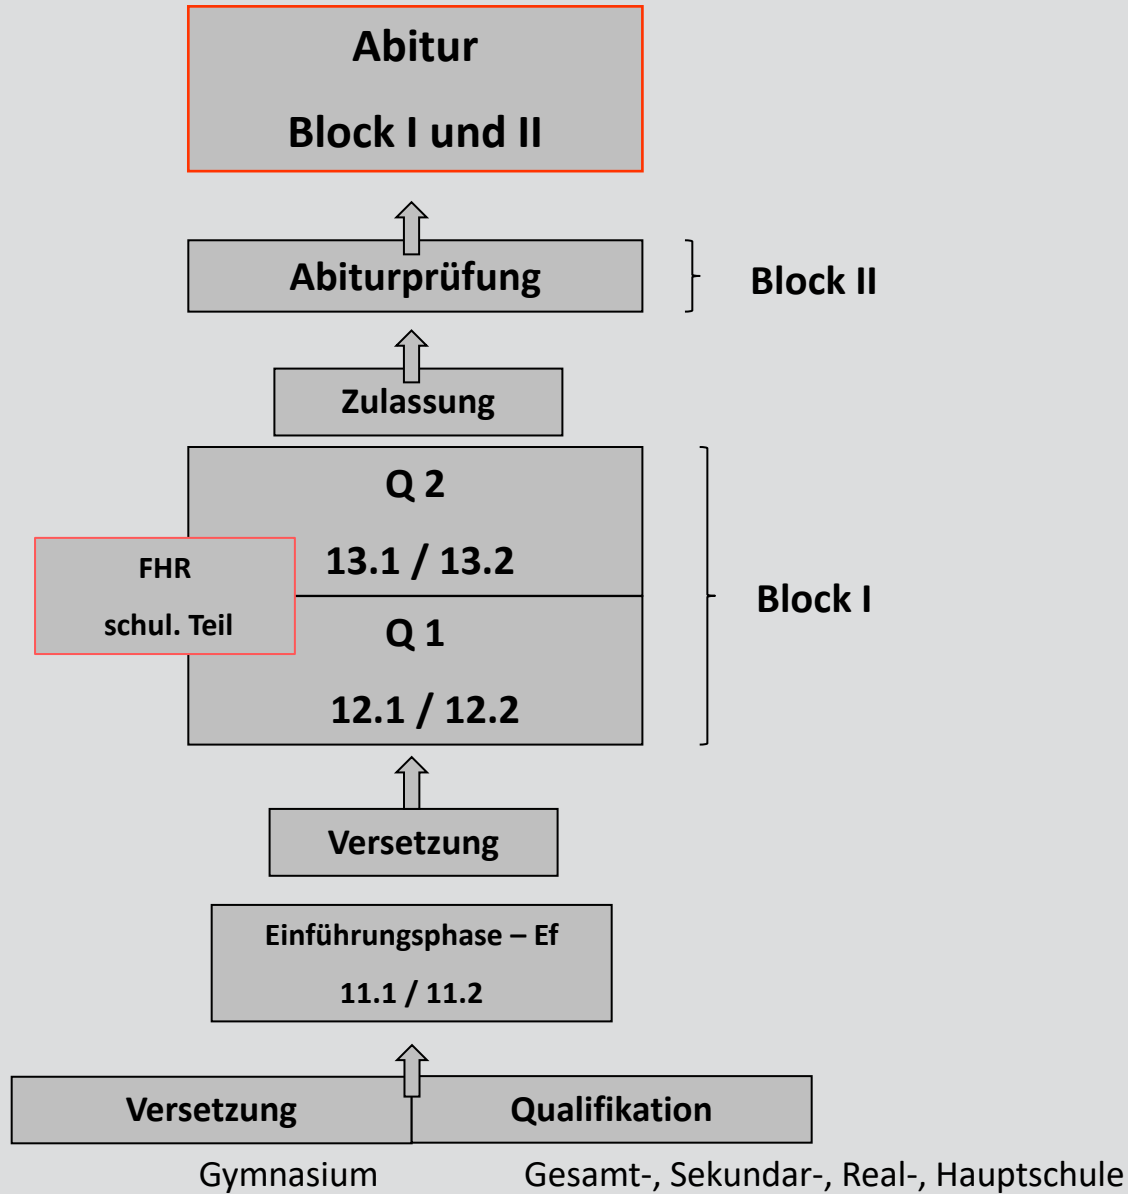 Abitur
Block I und II
Abiturprüfung
Block II
Zulassung
Q 2
13.1 / 13.2
FHR
schul. Teil
Block I
Q 1
12.1 / 12.2
Versetzung
Einführungsphase – Ef
11.1 / 11.2
Versetzung
Qualifikation
Gymnasium
Gesamt-, Sekundar-, Real-, Hauptschule